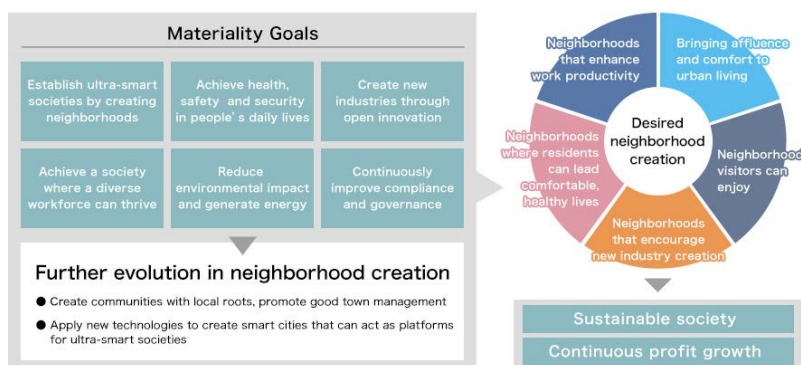 Materiality Goals
Establish ultra-smart
societies by creating
neighborhoods
Achieve health,
safety and security
in people's daily lives
Create new
industries through
open innovation
Achieve a society
where a diverse
workforce can thrive
Reduce
environmental impact
and generate energy
Continuously
improve compliance
and governance
Further evolution in neighborhood creation
● Create communities with local roots, promote good town management
● Apply new technologies to create smart cities that can act as platforms
for ultra-smart societies
Neighborhoods
that enhance
work productivity
Bringing affluence
and comfort to
urban living
Neighborhoods
where residents
can lead
comfortable,
healthy lives
Desired
neighborhood
creation
Neighborhood
visitors can
enjoy
Neighborhoods
that encourage
new industry creation
Sustainable society
Continuous profit growth